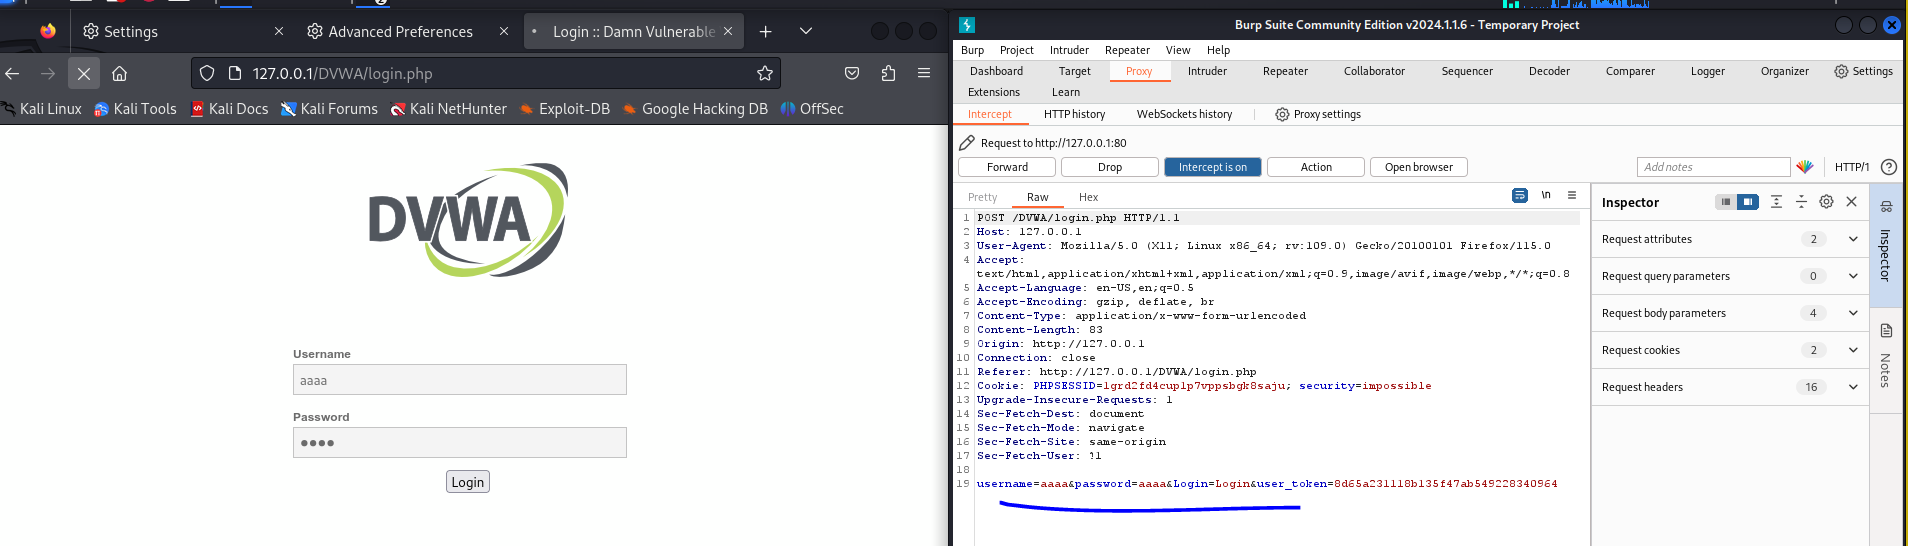 Settings
Advanced Preferences
Login :: Damn Vulnerable
127.0.0.1/DVWA/login.php
Kali Linux Kali Tools Kali Docs Kali Forums Kali NetHunter Exploit-DB Google Hacking DB OffSec
DVWA
Username
aaaa
Password
Login
Burp Suite Community Edition v2024.1.1.6 - Temporary Project
Burp Project Intruder Repeater View Help
Dashboard Target Proxy Intruder Repeater Collaborator Sequencer Decoder Comparer Logger Organizer Settings
Extensions Learn
Intercept HTTP history WebSockets history Proxy settings
Request to http://127.0.0.1:80
Forward Drop Intercept is on Action Open browser Add notes HTTP/1
Pretty Raw Hex \n
1 POST /DVWA/login.php HTTP/1.1
2 Host: 127.0.0.1
3 User-Agent: Mozilla/5.0 (X11; Linux x86_64; rv:109.0) Gecko/20100101 Firefox/115.0
4 Accept:
text/html,application/xhtml+xml,application/xml;q=0.9,image/avif,image/webp,*/*;q=0.8
5 Accept-Language: en-US,en;q=0.5
6 Accept-Encoding: gzip, deflate, br
7 Content-Type: application/x-www-form-urlencoded
8 Content-Length: 83
9 Origin: http://127.0.0.1
10 Connection: close
11 Referer: http://127.0.0.1/DVWA/login.php
12 Cookie: PHPSESSID=lgrd2fd4cuplp7vppsbgk8saju; security=impossible
13 Upgrade-Insecure-Requests: 1
14 Sec-Fetch-Dest: document
15 Sec-Fetch-Mode: navigate
16 Sec-Fetch-Site: same-origin
17 Sec-Fetch-User: ?1
18
19 username=aaaa&password=aaaa&Login=Login&user_token=8d65a231118b135f47ab549228340964
Inspector
Request attributes 2
Request query parameters 0
Request body parameters 4
Request cookies 2
Request headers 16
Inspector
Notes